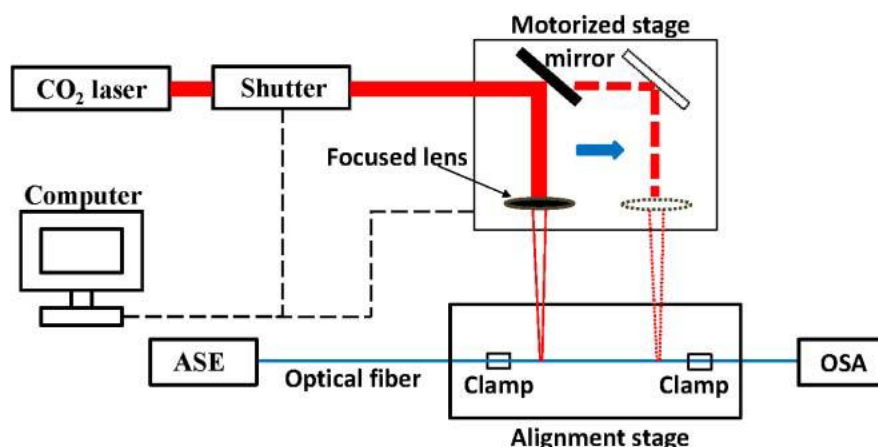 Motorized stage
mirror
CO₂ laser
Shutter
Focused lens
Computer
ASE
Optical fiber
Clamp
Clamp
OSA
Alignment stage